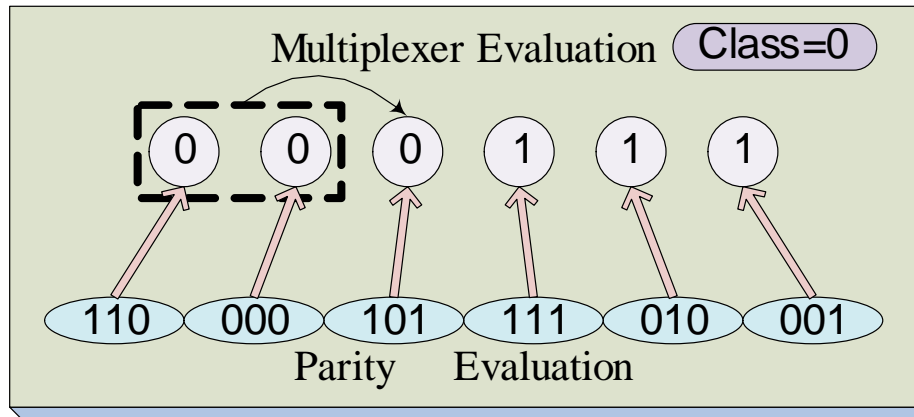 Multiplexer Evaluation Class=0
0 0 0 1 1 1
110 000 101 111 010 001
Parity Evaluation